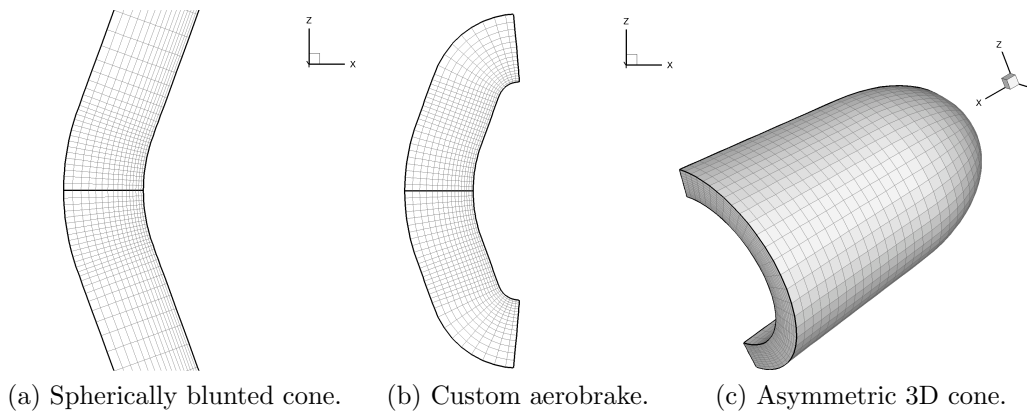 z
x
z
x
z
x
(a) Spherically blunted cone.
(b) Custom aerobrake.
(c) Asymmetric 3D cone.